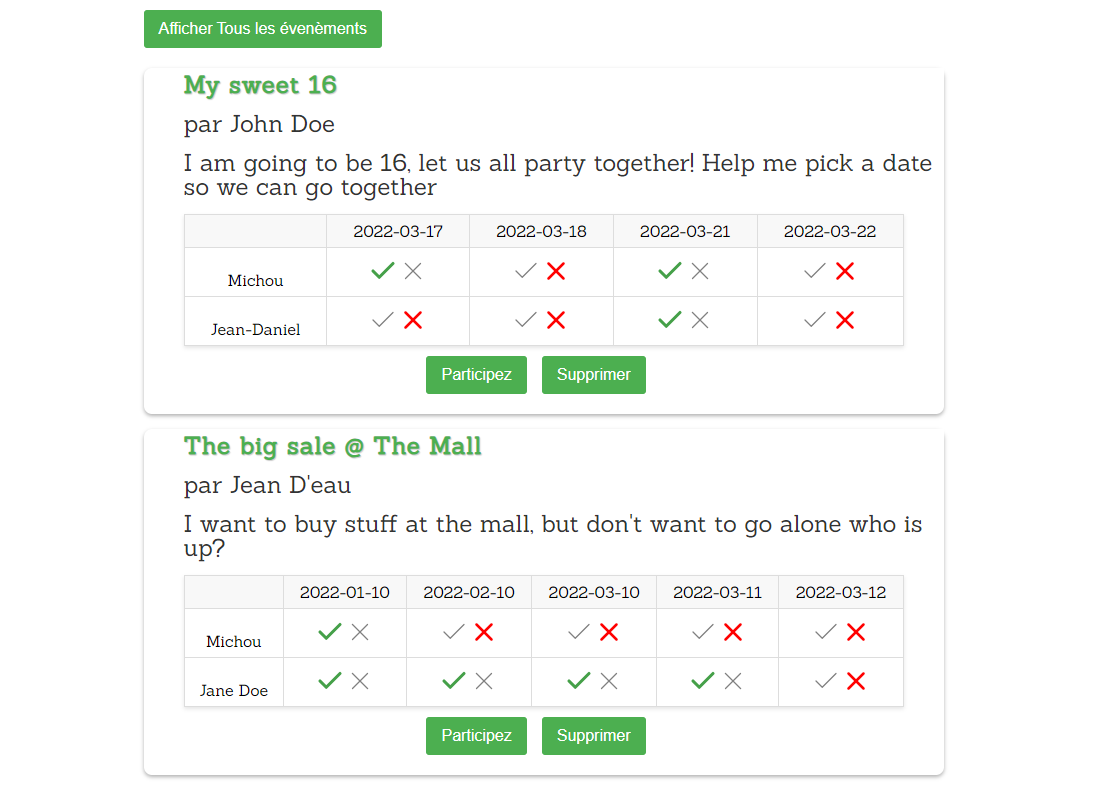 Afficher Tous les évenèments
My sweet 16
par John Doe
I am going to be 16, let us all party together! Help me pick a date
so we can go together
2022-03-17 2022-03-18 2022-03-21 2022-03-22
Michou
Jean-Daniel
Participez Supprimer
The big sale @ The Mall
par Jean D'eau
I want to buy stuff at the mall, but don't want to go alone who is
up?
2022-01-10 2022-02-10 2022-03-10 2022-03-11 2022-03-12
Michou
Jane Doe
Participez Supprimer